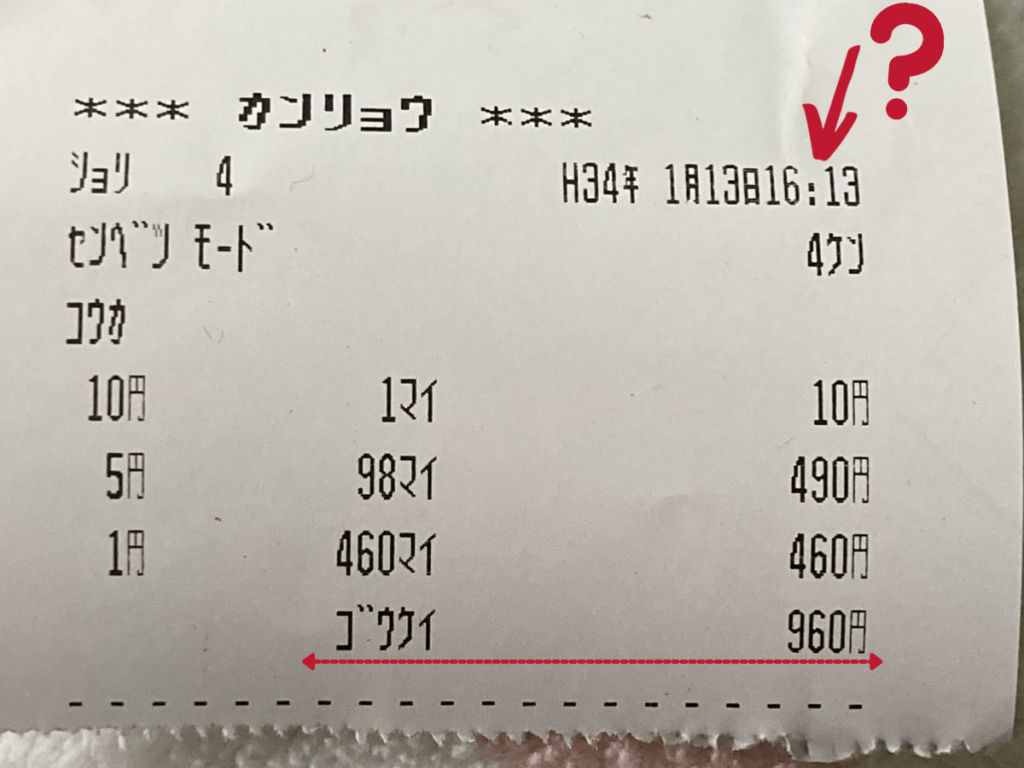 ?
*** カンリョウ ***
ショリ 4 H34年 1月13日16:13
センベツ モード 4ケン
コウカ
10円 1マイ 10円
5円 98マイ 490円
1円 460マイ 460円
ゴウケイ 960円